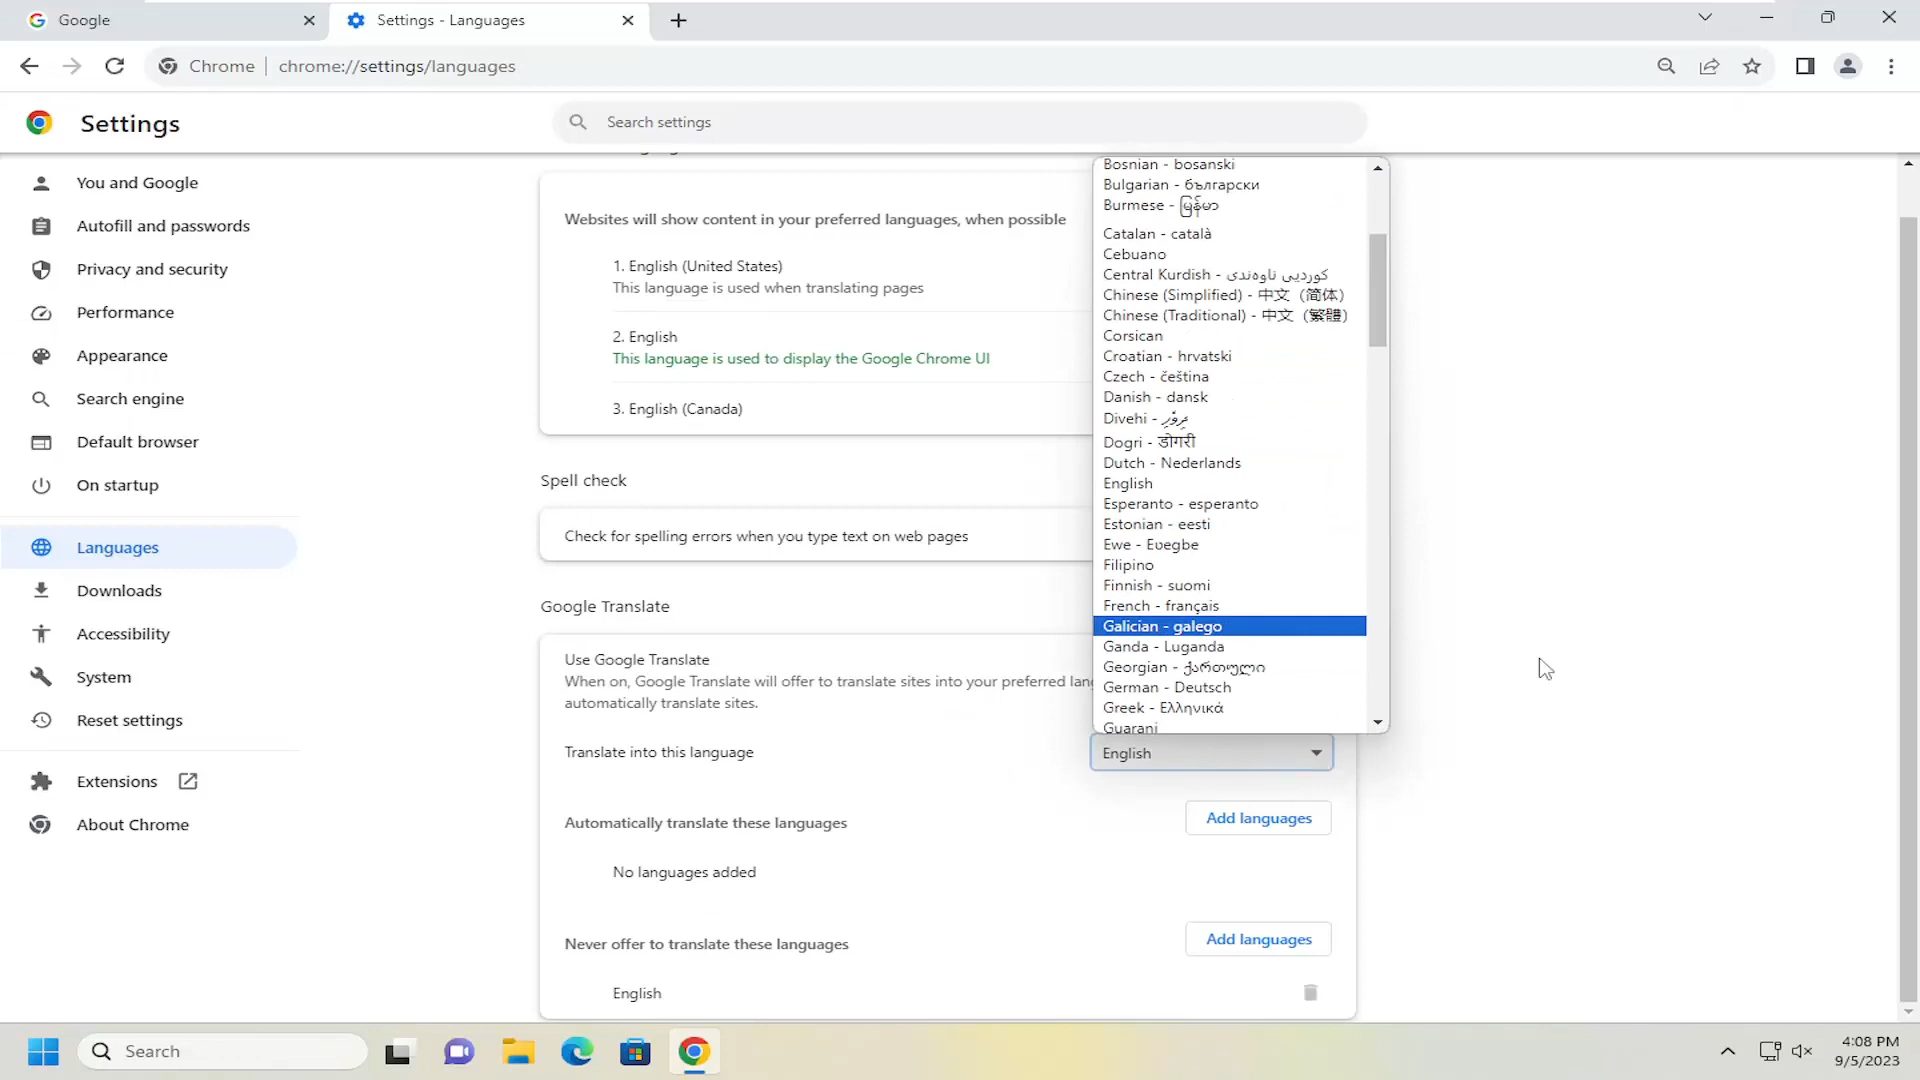 Google
Settings - Languages
Chrome
chrome://settings/languages
Settings
Search settings
You and Google
Autofill and passwords
Privacy and security
Performance
Appearance
Search engine
Default browser
On startup
Languages
Downloads
Accessibility
System
Reset settings
Extensions
About Chrome
Websites will show content in your preferred languages, when possible
1. English (United States)
This language is used when translating pages
2. English
This language is used to display the Google Chrome UI
3. English (Canada)
Spell check
Check for spelling errors when you type text on web pages
Google Translate
Use Google Translate
When on, Google Translate will offer to translate sites into your preferred
automatically translate sites.
Translate into this language
English
Bosnian - bosanski
Bulgarian - български
Burmese - မြန်မာ
Catalan - català
Cebuano
Central Kurdish - کوردیی ناوەندی
Chinese (Simplified) - 中文（简体）
Chinese (Traditional) - 中文（繁體）
Corsican
Croatian - hrvatski
Czech - čeština
Danish - dansk
Divehi - ދިވެހި
Dogri - डोगरी
Dutch - Nederlands
English
Esperanto - esperanto
Estonian - eesti
Ewe - Eʋegbe
Filipino
Finnish - suomi
French - français
Galician - galego
Ganda - Luganda
Georgian - ქართული
German - Deutsch
Greek - Ελληνικά
Guarani
Automatically translate these languages
Add languages
No languages added
Never offer to translate these languages
Add languages
English
Search
4:08 PM
9/5/2023